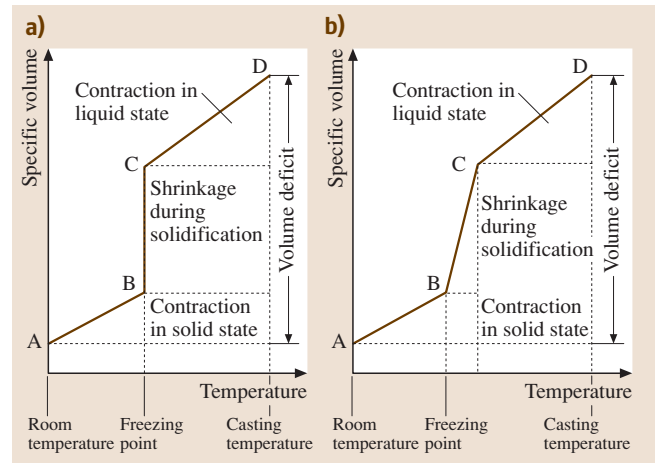 a)
Specific volume
D
Contraction in
liquid state
C
Shrinkage
during
solidification
Volume deficit
B
Contraction
in solid state
A
Temperature
Room
temperature
Freezing
point
Casting
temperature
b)
Specific volume
D
Contraction in
liquid state
C
Shrinkage
during
solidification
Volume deficit
B
Contraction
in solid state
A
Temperature
Room
temperature
Freezing
point
Casting
temperature